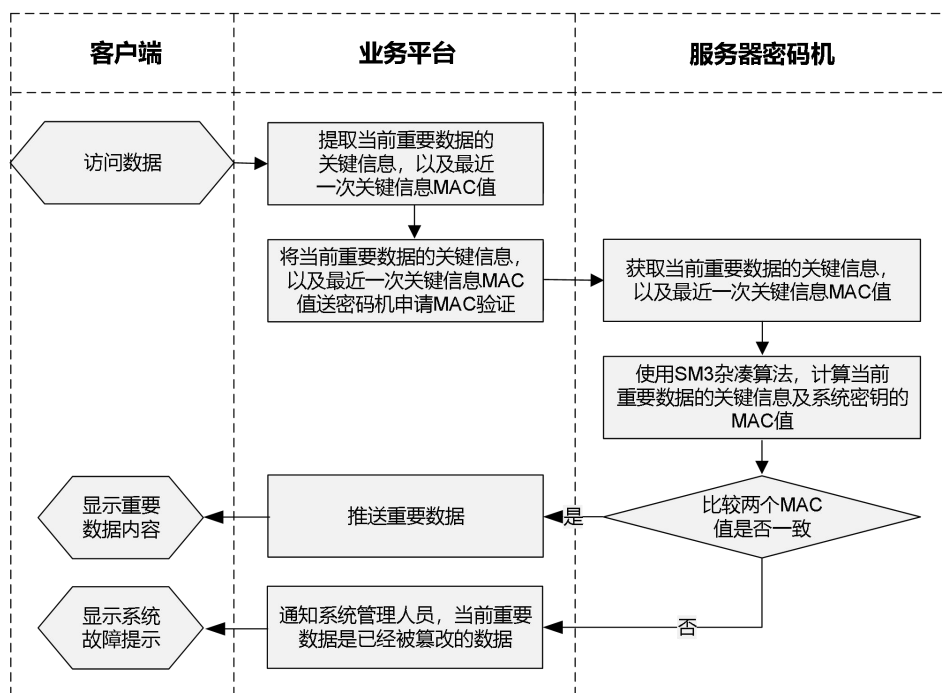 客户端
业务平台
服务器密码机
访问数据
提取当前重要数据的
关键信息，以及最近
一次关键信息MAC值
将当前重要数据的关键信息，
以及最近一次关键信息MAC
值送密码机申请MAC验证
获取当前重要数据的关键信息，
以及最近一次关键信息MAC值
使用SM3杂凑算法，计算当前
重要数据的关键信息及系统密钥的
MAC值
比较两个MAC
值是否一致
是
推送重要数据
显示重要
数据内容
否
通知系统管理人员，当前重要
数据是已经被篡改的数据
显示系统
故障提示